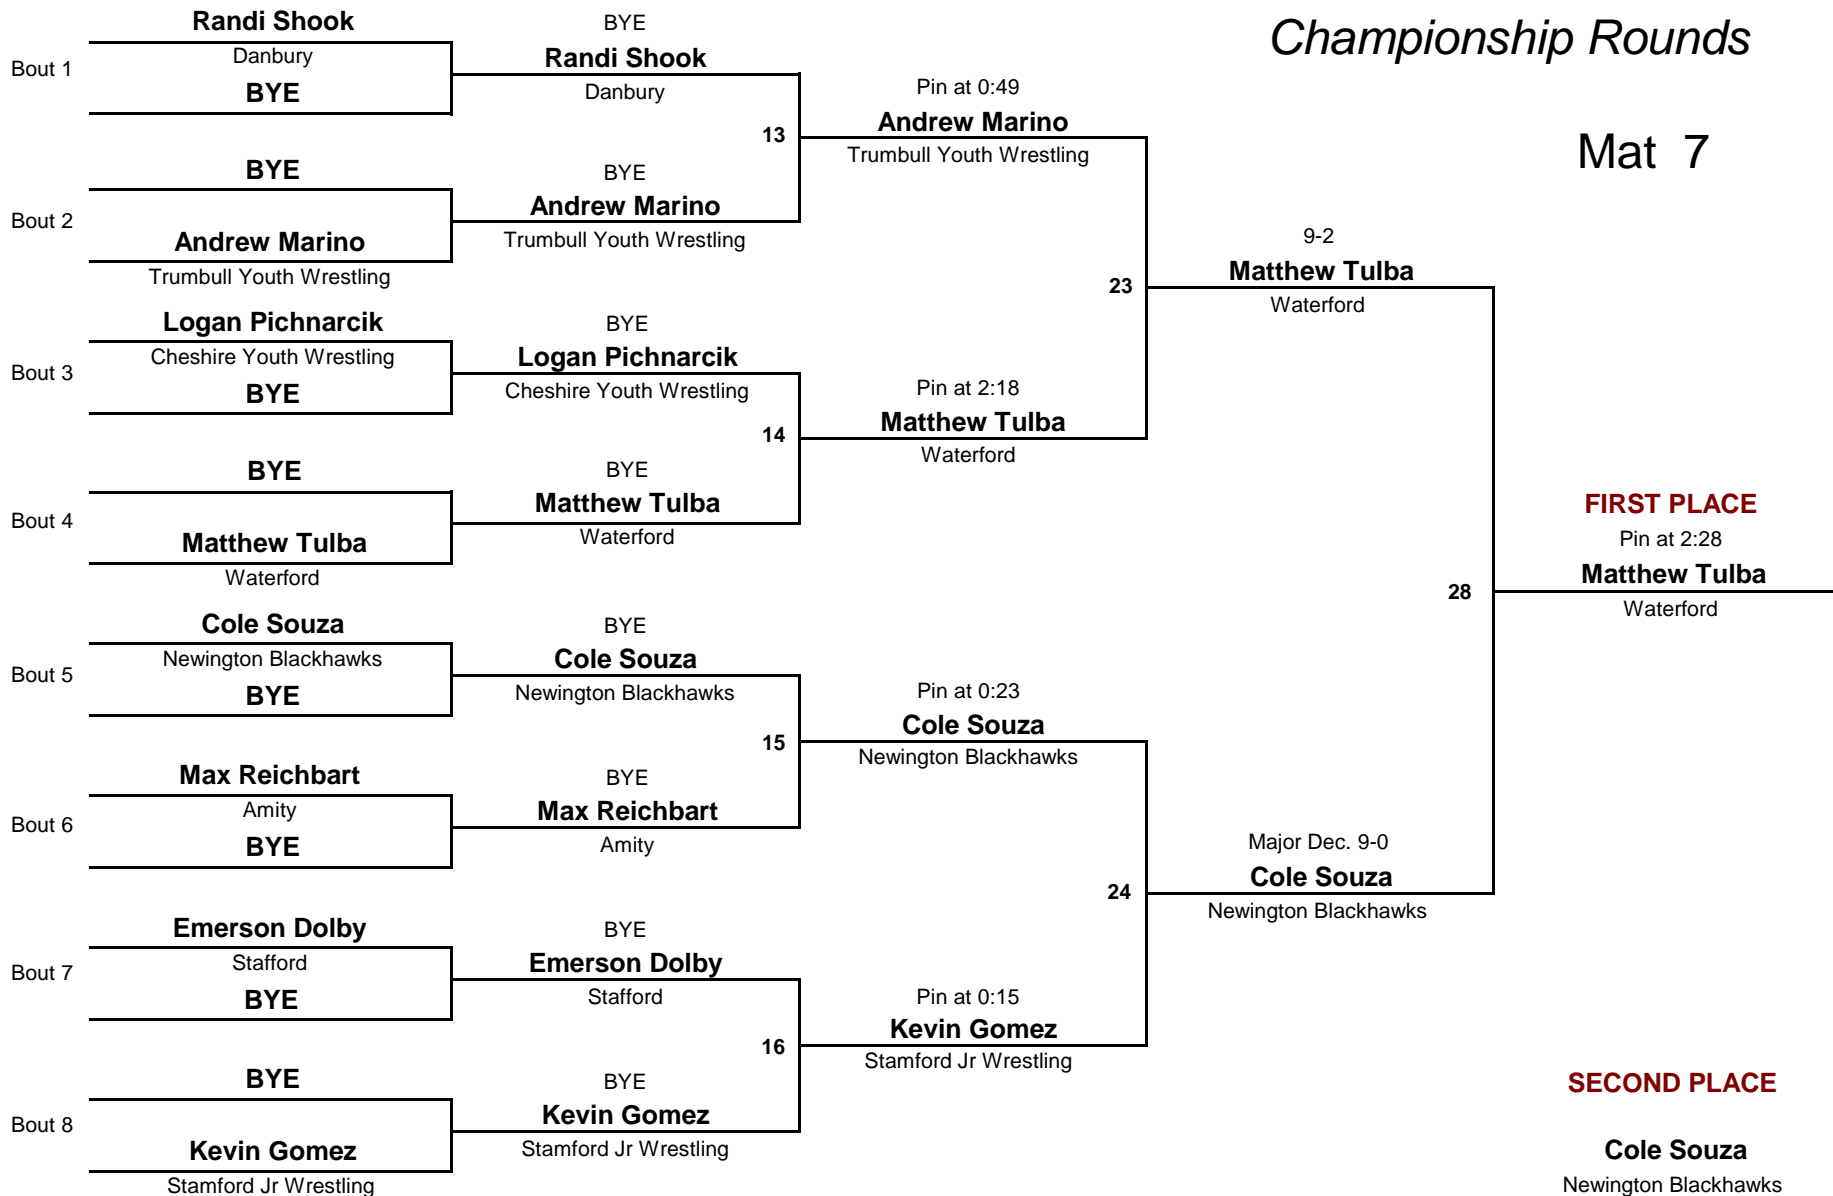 Championship Rounds
Mat 7
Bout 1
Randi Shook
Danbury
BYE
Bout 2
BYE
Andrew Marino
Trumbull Youth Wrestling
Bout 3
Logan Pichnarcik
Cheshire Youth Wrestling
BYE
Bout 4
BYE
Matthew Tulba
Waterford
Bout 5
Cole Souza
Newington Blackhawks
BYE
Bout 6
Max Reichbart
Amity
BYE
Bout 7
Emerson Dolby
Stafford
BYE
Bout 8
BYE
Kevin Gomez
Stamford Jr Wrestling
BYE
Randi Shook
Danbury
13
BYE
Andrew Marino
Trumbull Youth Wrestling
BYE
Logan Pichnarcik
Cheshire Youth Wrestling
14
BYE
Matthew Tulba
Waterford
BYE
Cole Souza
Newington Blackhawks
15
BYE
Max Reichbart
Amity
BYE
Emerson Dolby
Stafford
16
BYE
Kevin Gomez
Stamford Jr Wrestling
Pin at 0:49
Andrew Marino
Trumbull Youth Wrestling
23
Pin at 2:18
Matthew Tulba
Waterford
Pin at 0:23
Cole Souza
Newington Blackhawks
24
Pin at 0:15
Kevin Gomez
Stamford Jr Wrestling
9-2
Matthew Tulba
Waterford
28
Major Dec. 9-0
Cole Souza
Newington Blackhawks
FIRST PLACE
Pin at 2:28
Matthew Tulba
Waterford
SECOND PLACE
Cole Souza
Newington Blackhawks